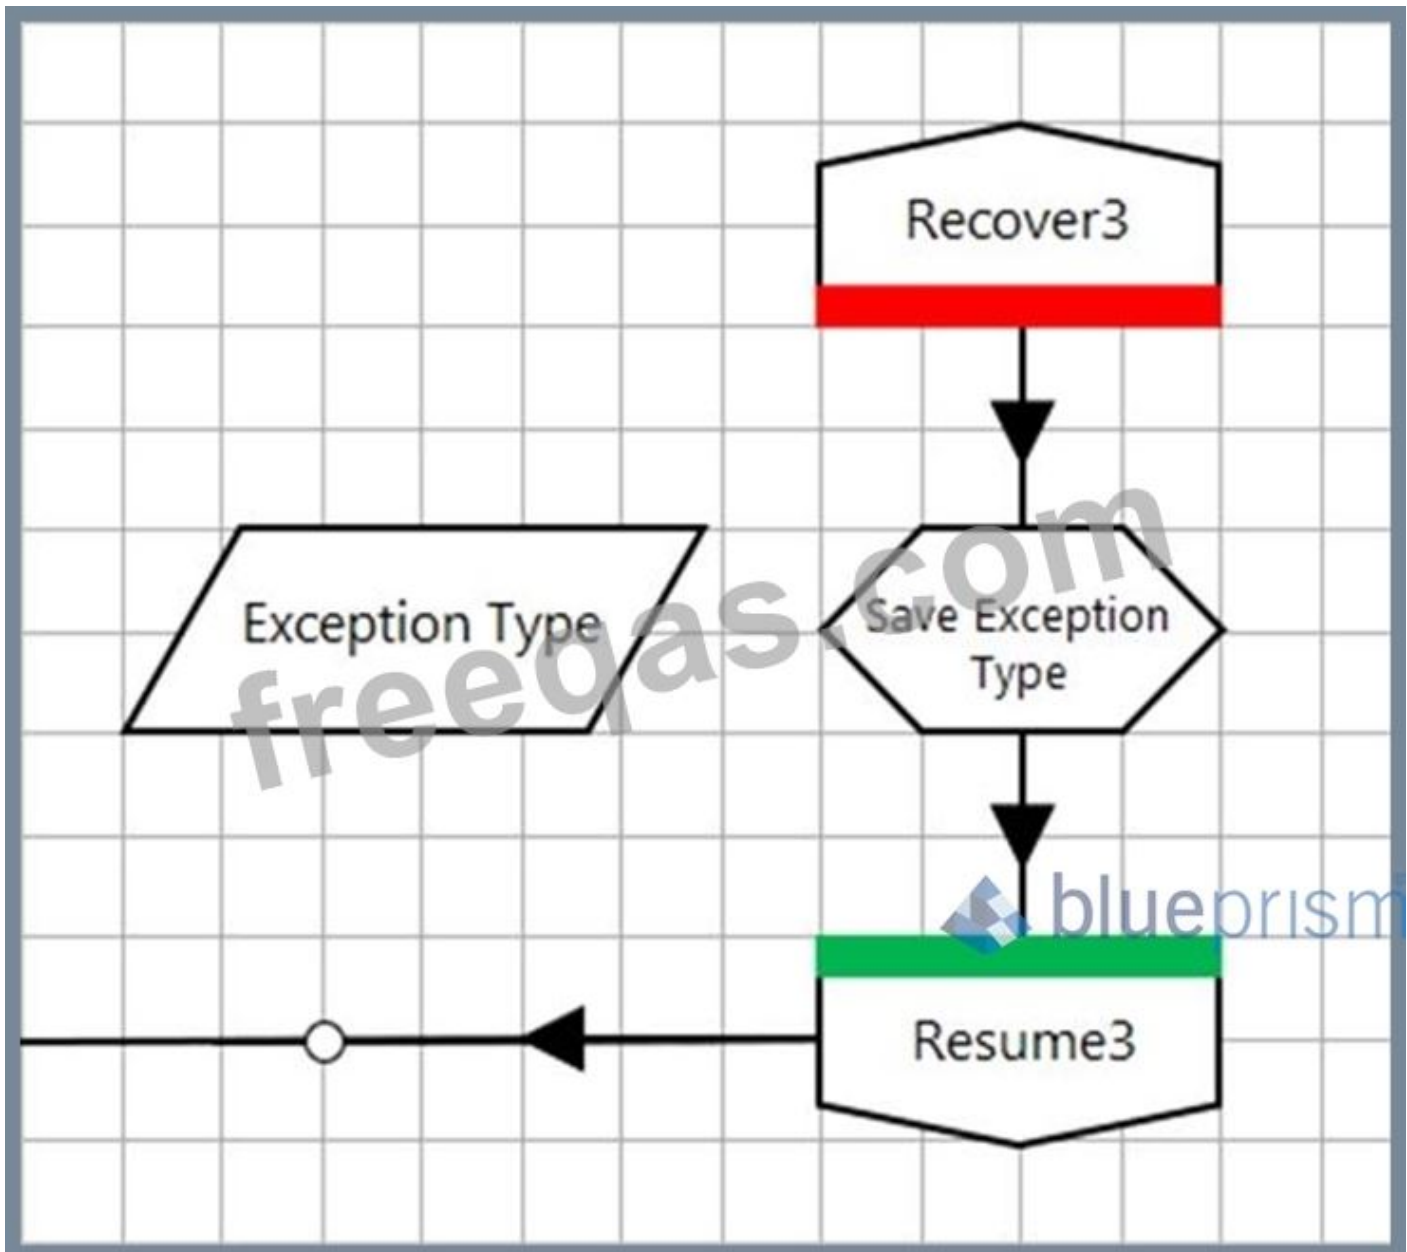 Recover3
Exception Type
Save Exception
Type
freeqas.com
blueprism
Resume3